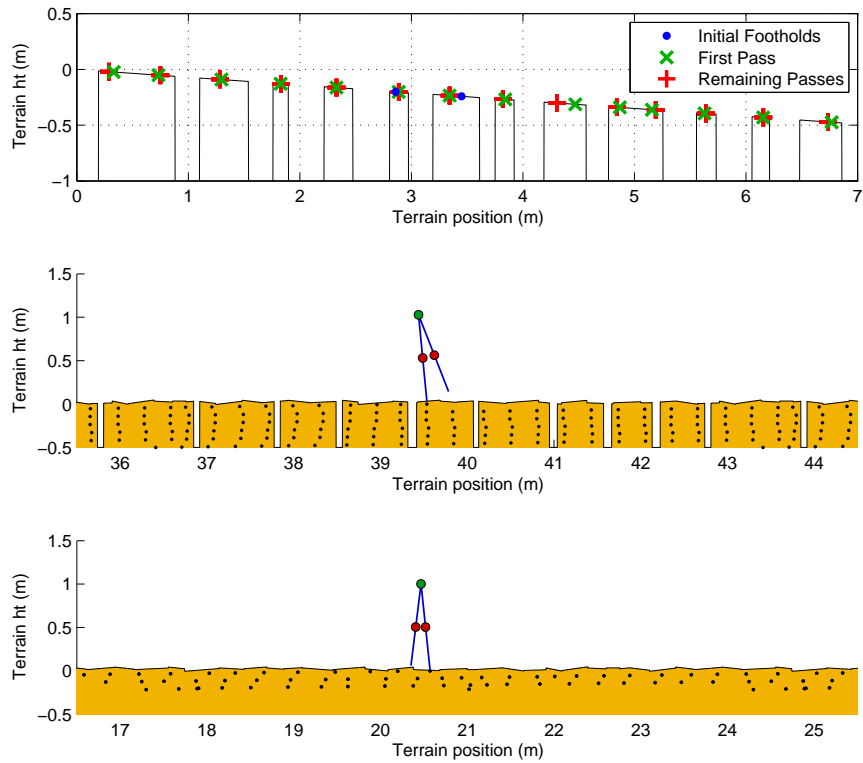 0.5
0
−0.5
−1
Terrain ht (m)
Initial Footholds
First Pass
Remaining Passes
0 1 2 3 4 5 6 7
Terrain position (m)
1.5
1
0.5
0
−0.5
Terrain ht (m)
36 37 38 39 40 41 42 43 44
Terrain position (m)
1.5
1
0.5
0
−0.5
Terrain ht (m)
17 18 19 20 21 22 23 24 25
Terrain position (m)